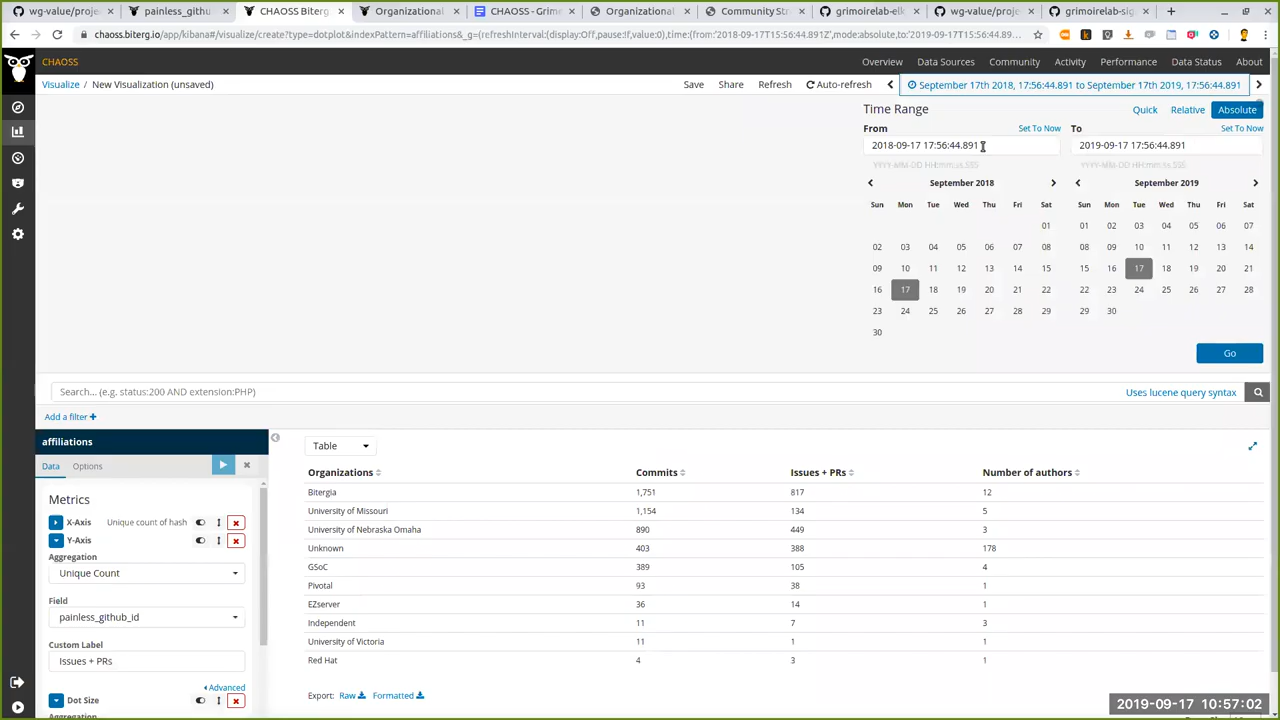 wg-value/proje
painless_githu
CHAOSS Biterg
Organizational
CHAOSS - Grime
Organizational
Community Str
grimoirelab-elk
wg-value/proje
grimoirelab-sig
chaoss.biterg.io/app/kibana#/visualize/create?type=dotplot&indexPattern=affiliations&_g=(refreshInterval:(display:Off,pause:!f,value:0),time:(from:'2018-09-17T17:56:44.891Z',mode:absolute,to:'2019-09-17T17:56:44.89...
CHAOSS
Overview Data Sources Community Activity Performance Data Status About
Visualize / New Visualization (unsaved)
Save Share Refresh Auto-refresh September 17th 2018, 17:56:44.891 to September 17th 2019, 17:56:44.891
Time Range
Quick Relative Absolute
From Set To Now To Set To Now
2018-09-17 17:56:44.891 2019-09-17 17:56:44.891
YYYY-MM-DD HH:mm:ss.SSS YYYY-MM-DD HH:mm:ss.SSS
September 2018 September 2019
Sun Mon Tue Wed Thu Fri Sat Sun Mon Tue Wed Thu Fri Sat
01 01 02 03 04 05 06 07
02 03 04 05 06 07 08 08 09 10 11 12 13 14
09 10 11 12 13 14 15 15 16 17 18 19 20 21
16 17 18 19 20 21 22 22 23 24 25 26 27 28
23 24 25 26 27 28 29 29 30
30
Go
Search... (e.g. status:200 AND extension:PHP)
Uses lucene query syntax
Add a filter +
affiliations
Data Options
Metrics
X-Axis Unique count of hash
Y-Axis
Aggregation
Unique Count
Field
painless_github_id
Custom Label
Issues + PRs
Advanced
Dot Size
Aggregation
Table
Organizations Commits Issues + PRs Number of authors
Bitergia 1,751 817 12
University of Missouri 1,154 134 5
University of Nebraska Omaha 890 449 3
Unknown 403 388 178
GSoC 389 105 4
Pivotal 93 38 1
EZserver 36 14 1
Independent 11 7 3
University of Victoria 11 1 1
Red Hat 4 3 1
Export: Raw Formatted
2019-09-17 10:57:02